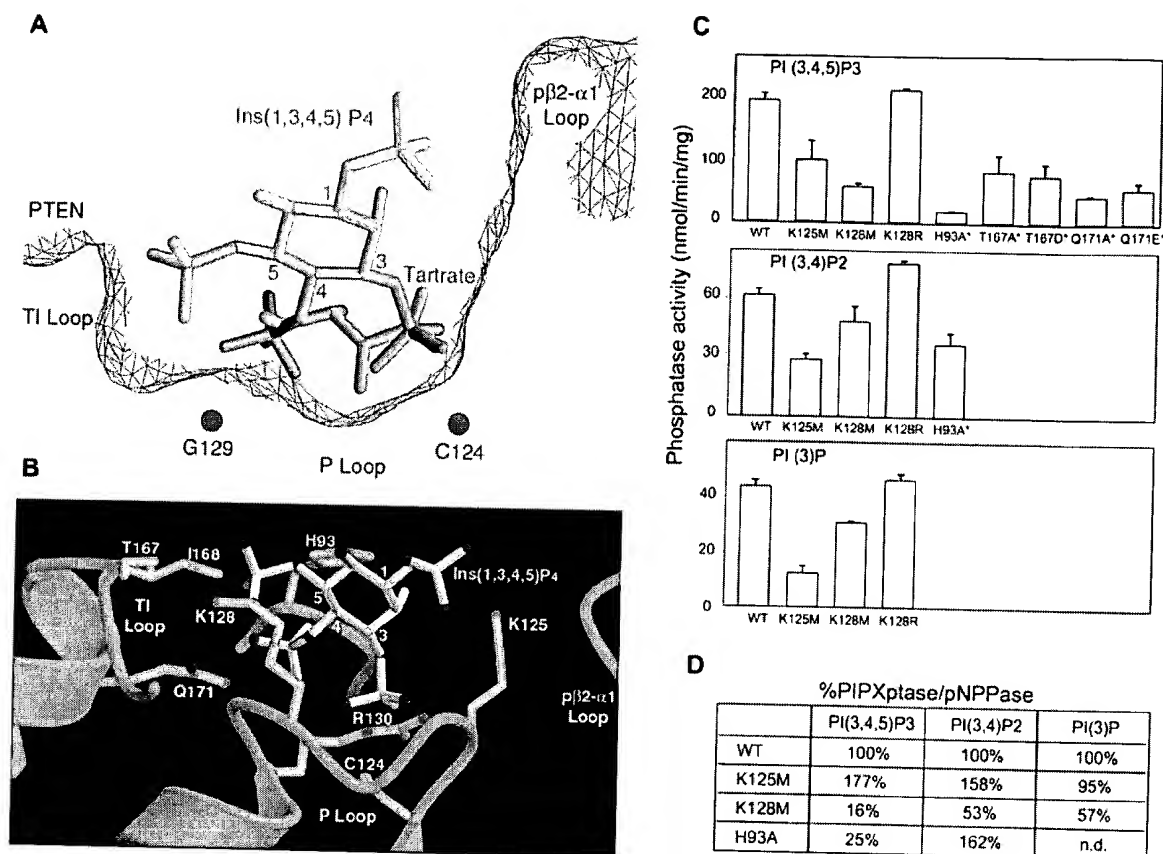 A
Ins(1,3,4,5) P4
pβ2-α1
Loop
1
PTEN
5
3
4
Tartrate
TI Loop
G129
P Loop
C124
B
T167
I168
H93
1
Ins(1,3,4,5)P4
TI
Loop
K128
5
4
3
K125
Q171
pβ2-α1
Loop
R130
C124
P Loop
C
Phosphatase activity (nmol/min/mg)
PI (3,4,5)P3
200
100
0
WT K125M K126M K128R H93A* T167A* T167D* Q171A* Q171E*
PI (3,4)P2
60
30
0
WT K125M K128M K128R H93A*
PI (3)P
40
20
0
WT K125M K128M K128R
D
%PIPXptase/pNPPase
PI(3,4,5)P3 PI(3,4)P2 PI(3)P
WT 100% 100% 100%
K125M 177% 158% 95%
K128M 16% 53% 57%
H93A 25% 162% n.d.